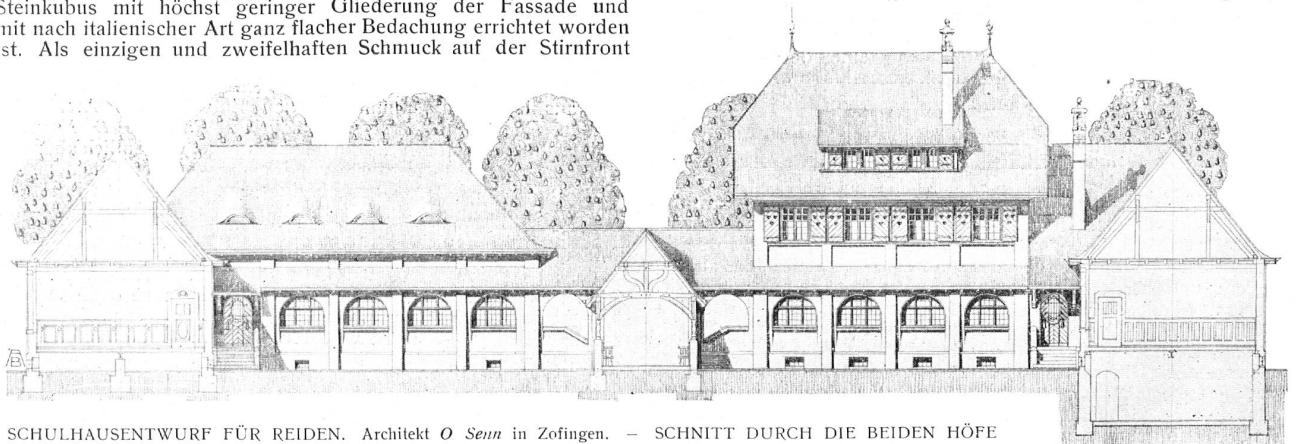 Steinkubus mit höchst geringer Gliederung der Fassade und
mit nach italienischer Art ganz flacher Bedachung errichtet worden
st. Als einzigen und zweifelhaften Schmuck auf der Stirnfront
SCHULHAUSENTWURF FÜR REIDEN. Architekt O Senn in Zofingen. – SCHNITT DURCH DIE BEIDEN HÖFE